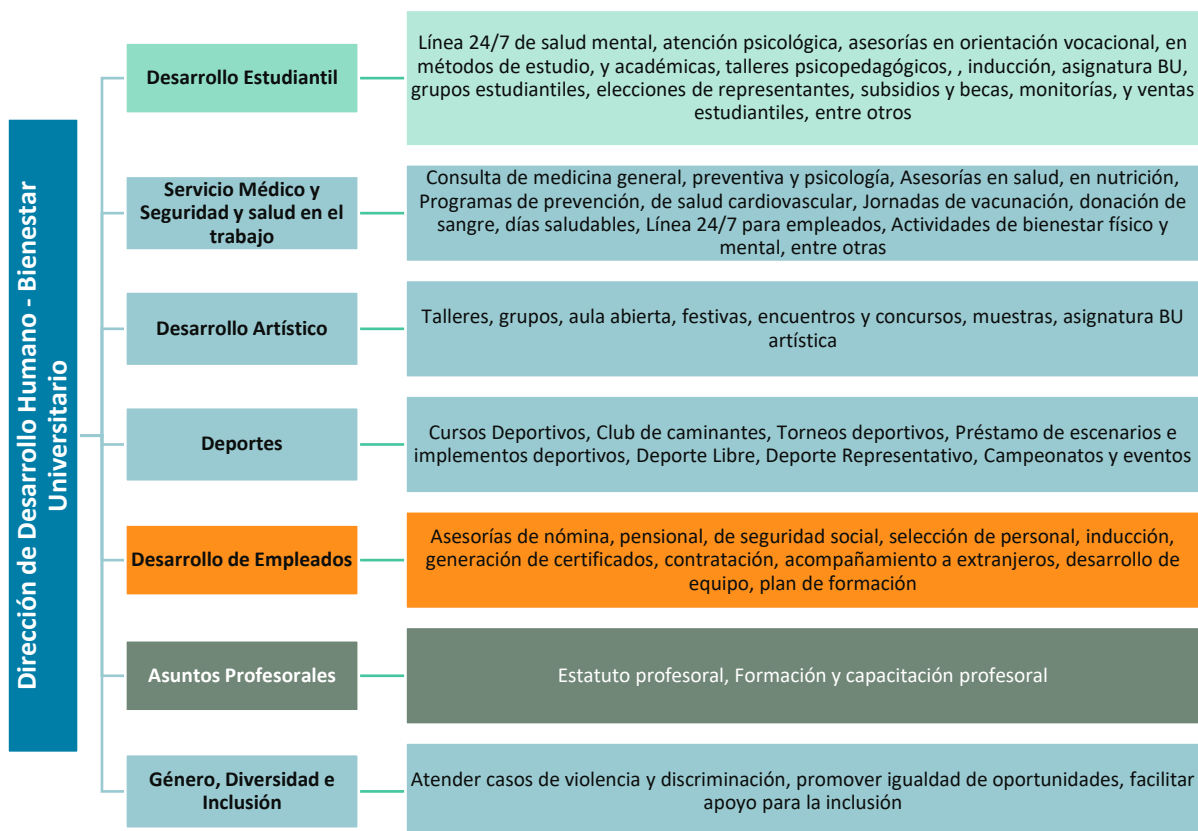 Dirección de Desarrollo Humano - Bienestar
Universitario
Desarrollo Estudiantil
Línea 24/7 de salud mental, atención psicológica, asesorías en orientación vocacional, en
métodos de estudio, y académicas, talleres psicopedagógicos, , inducción, asignatura BU,
grupos estudiantiles, elecciones de representantes, subsidios y becas, monitorías, y ventas
estudiantiles, entre otros
Servicio Médico y
Seguridad y salud en el
trabajo
Consulta de medicina general, preventiva y psicología, Asesorías en salud, en nutrición,
Programas de prevención, de salud cardiovascular, Jornadas de vacunación, donación de
sangre, días saludables, Línea 24/7 para empleados, Actividades de bienestar físico y
mental, entre otras
Desarrollo Artístico
Talleres, grupos, aula abierta, festivas, encuentros y concursos, muestras, asignatura BU
artística
Deportes
Cursos Deportivos, Club de caminantes, Torneos deportivos, Préstamo de escenarios e
implementos deportivos, Deporte Libre, Deporte Representativo, Campeonatos y eventos
Desarrollo de Empleados
Asesorías de nómina, pensional, de seguridad social, selección de personal, inducción,
generación de certificados, contratación, acompañamiento a extranjeros, desarrollo de
equipo, plan de formación
Asuntos Profesorales
Estatuto profesoral, Formación y capacitación profesoral
Género, Diversidad e
Inclusión
Atender casos de violencia y discriminación, promover igualdad de oportunidades, facilitar
apoyo para la inclusión